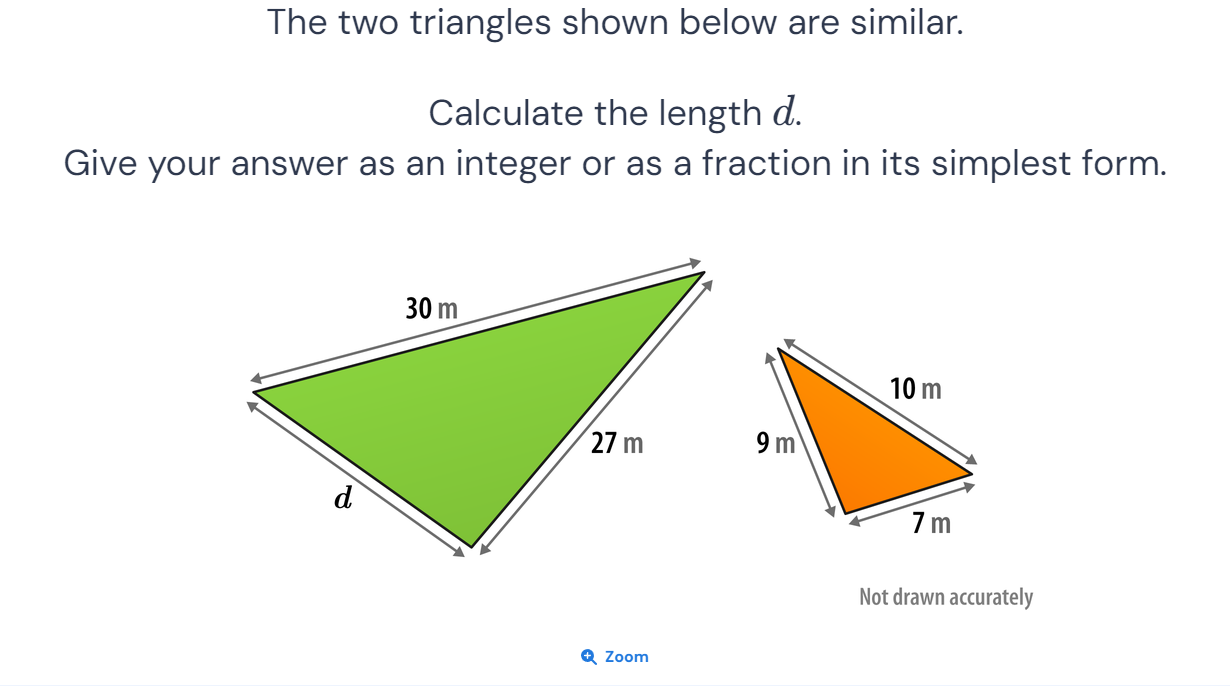 The two triangles shown below are similar.
Calculate the length d.
Give your answer as an integer or as a fraction in its simplest form.
30 m
10 m
27 m
9 m
d
7 m
Not drawn accurately
Zoom